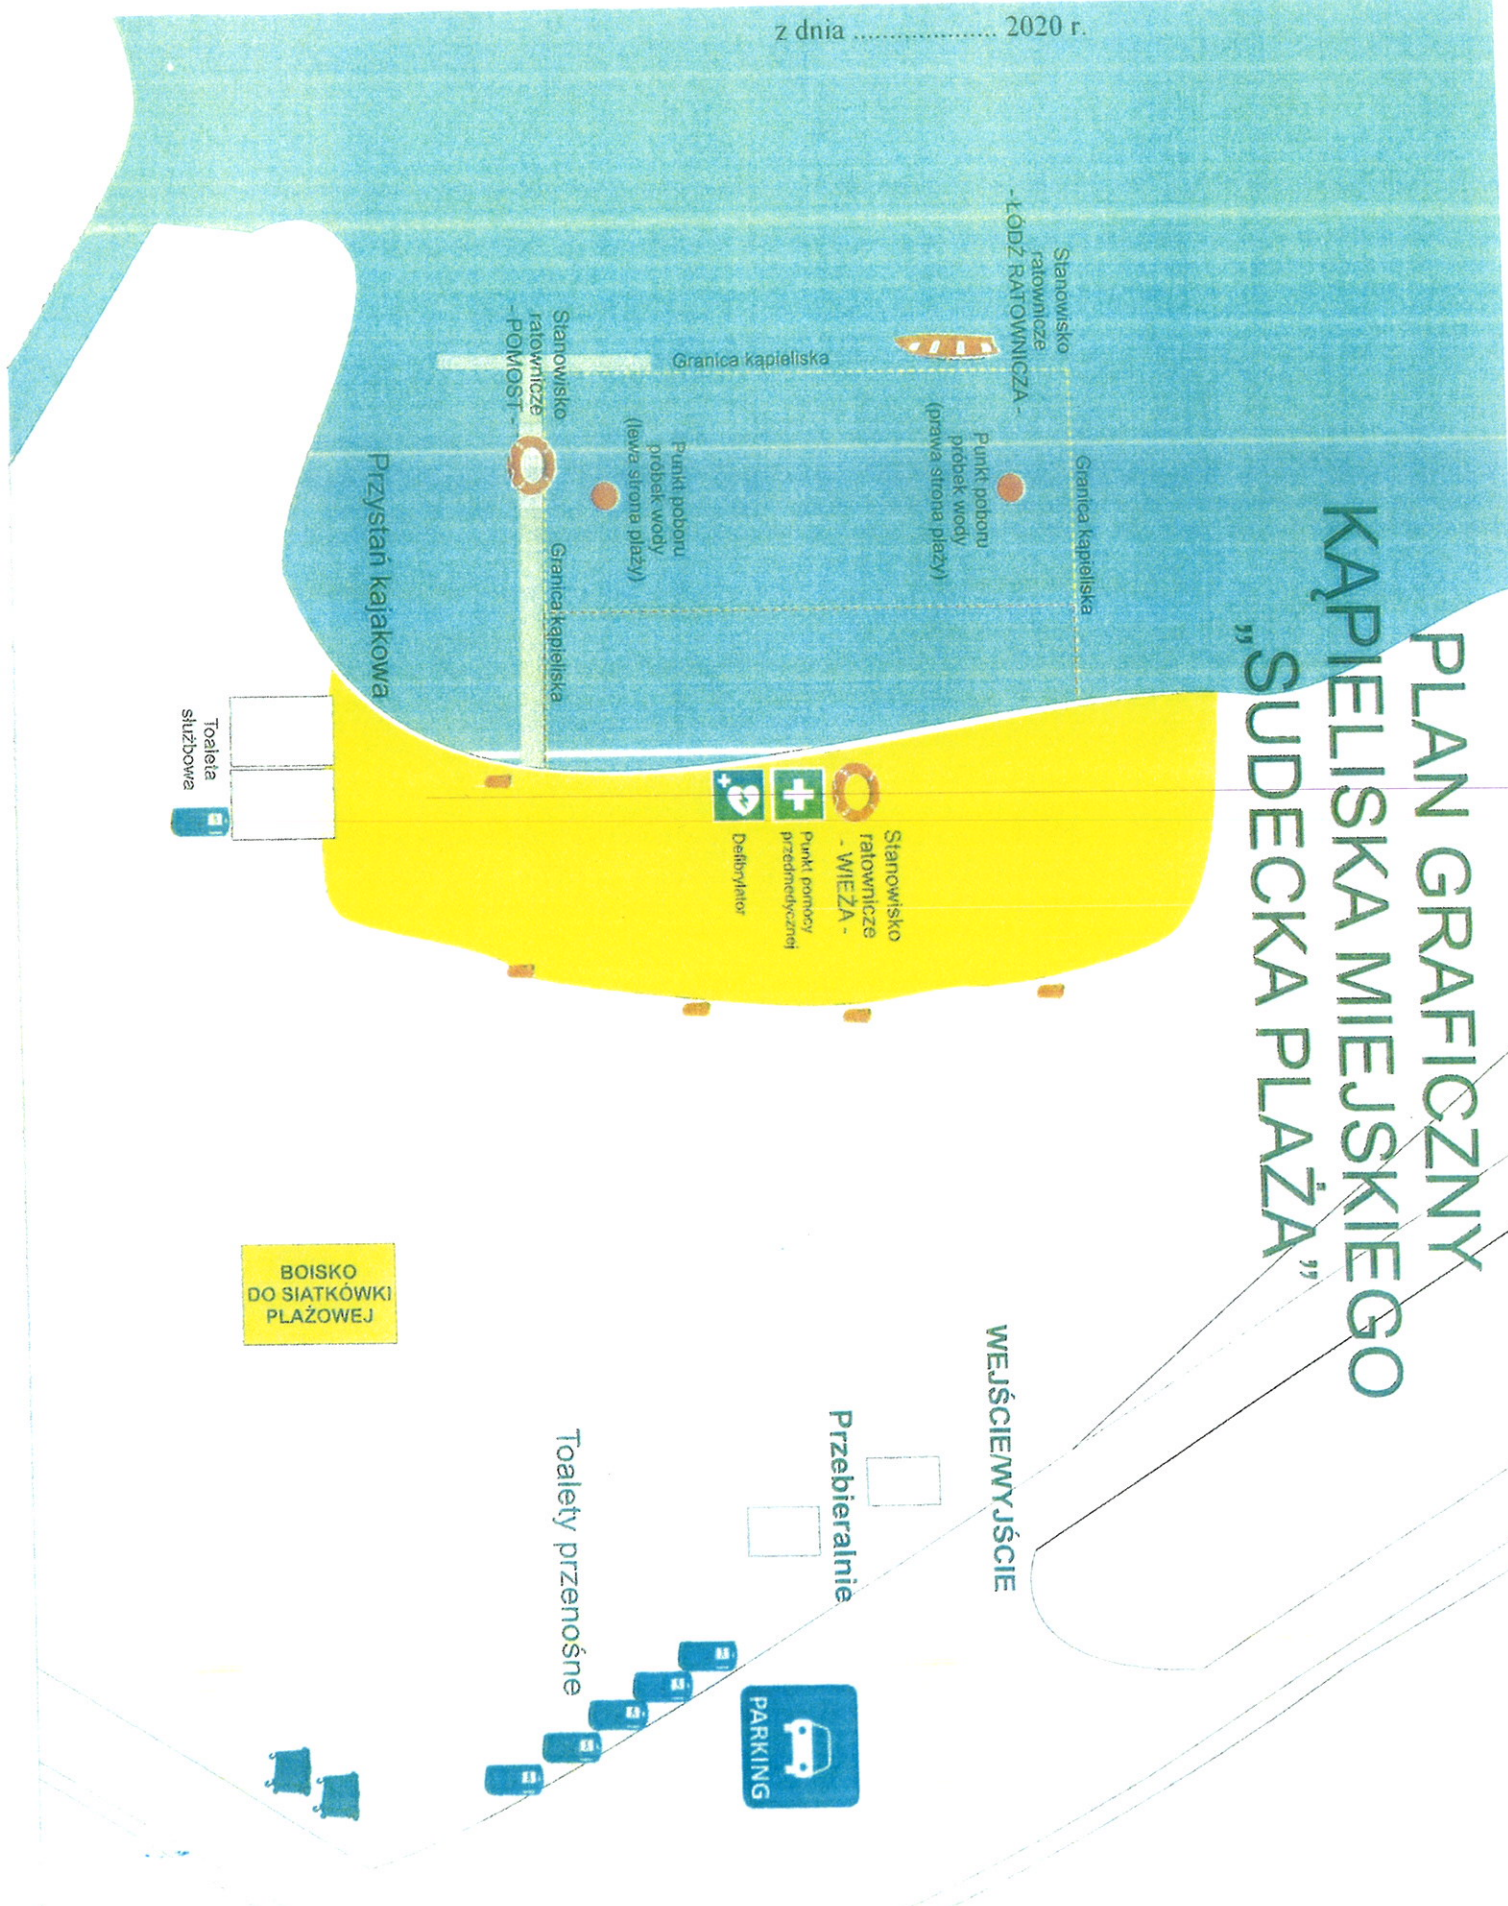 z dnia .................... 2020 r.
PLAN GRAFICZNY
KĄPIELISKA MIEJSKIEGO
„SUDECKA PLAŻA”
Stanowisko
ratownicze
- ŁÓDŹ RATOWNICZA -
Granica kąpieliska
Granica kąpieliska
Punkt poboru
próbek wody
(prawa strona plaży)
Punkt poboru
próbek wody
(lewa strona plaży)
Stanowisko
ratownicze
- POMOST -
Granica kąpieliska
Przystań kajakowa
Toaleta
służbowa
Stanowisko
ratownicze
- WIEŻA -
Punkt pomocy
przedmedycznej
Defibrylator
BOISKO
DO SIATKÓWKI
PLAŻOWEJ
WEJŚCIE/WYJŚCIE
Przebieralnie
Toalety przenośne
PARKING